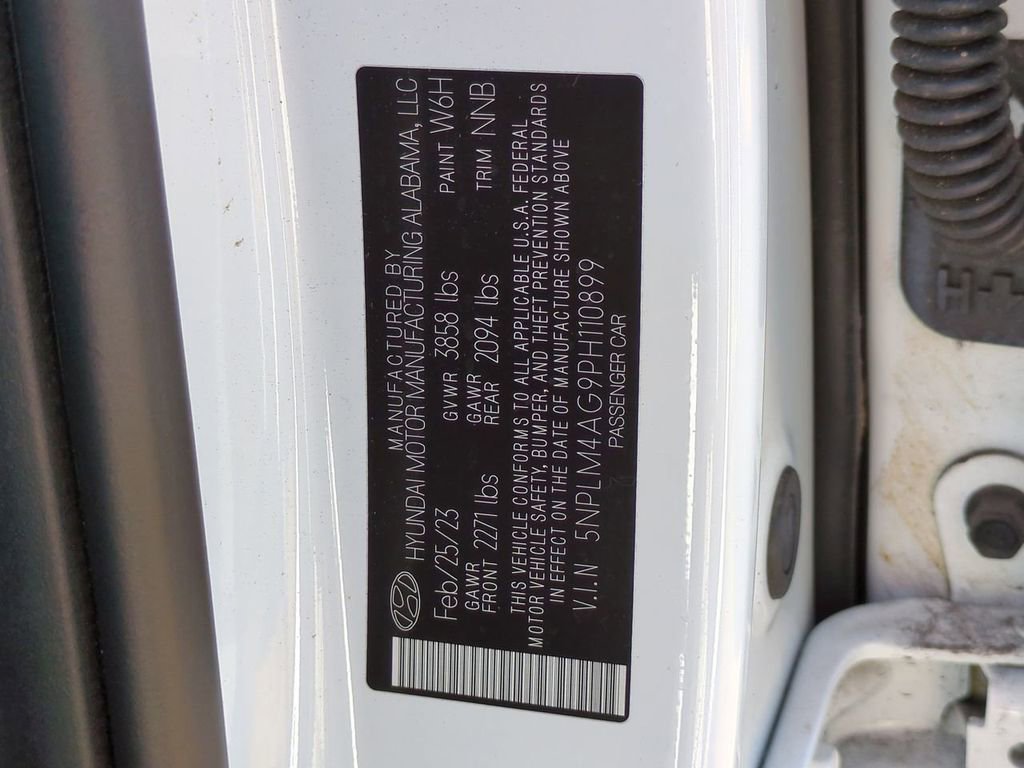 MANUFACTURED BY
HYUNDAI MOTOR MANUFACTURING ALABAMA, LLC
Feb/25/23 GVWR 3858 lbs PAINT W6H
GAWR FRONT 2271 lbs GAWR REAR 2094 lbs TRIM NNB
THIS VEHICLE CONFORMS TO ALL APPLICABLE U.S.A. FEDERAL
MOTOR VEHICLE SAFETY, BUMPER, AND THEFT PREVENTION STANDARDS
IN EFFECT ON THE DATE OF MANUFACTURE SHOWN ABOVE
V.I.N 5NPLM4AG9PH110899
PASSENGER CAR